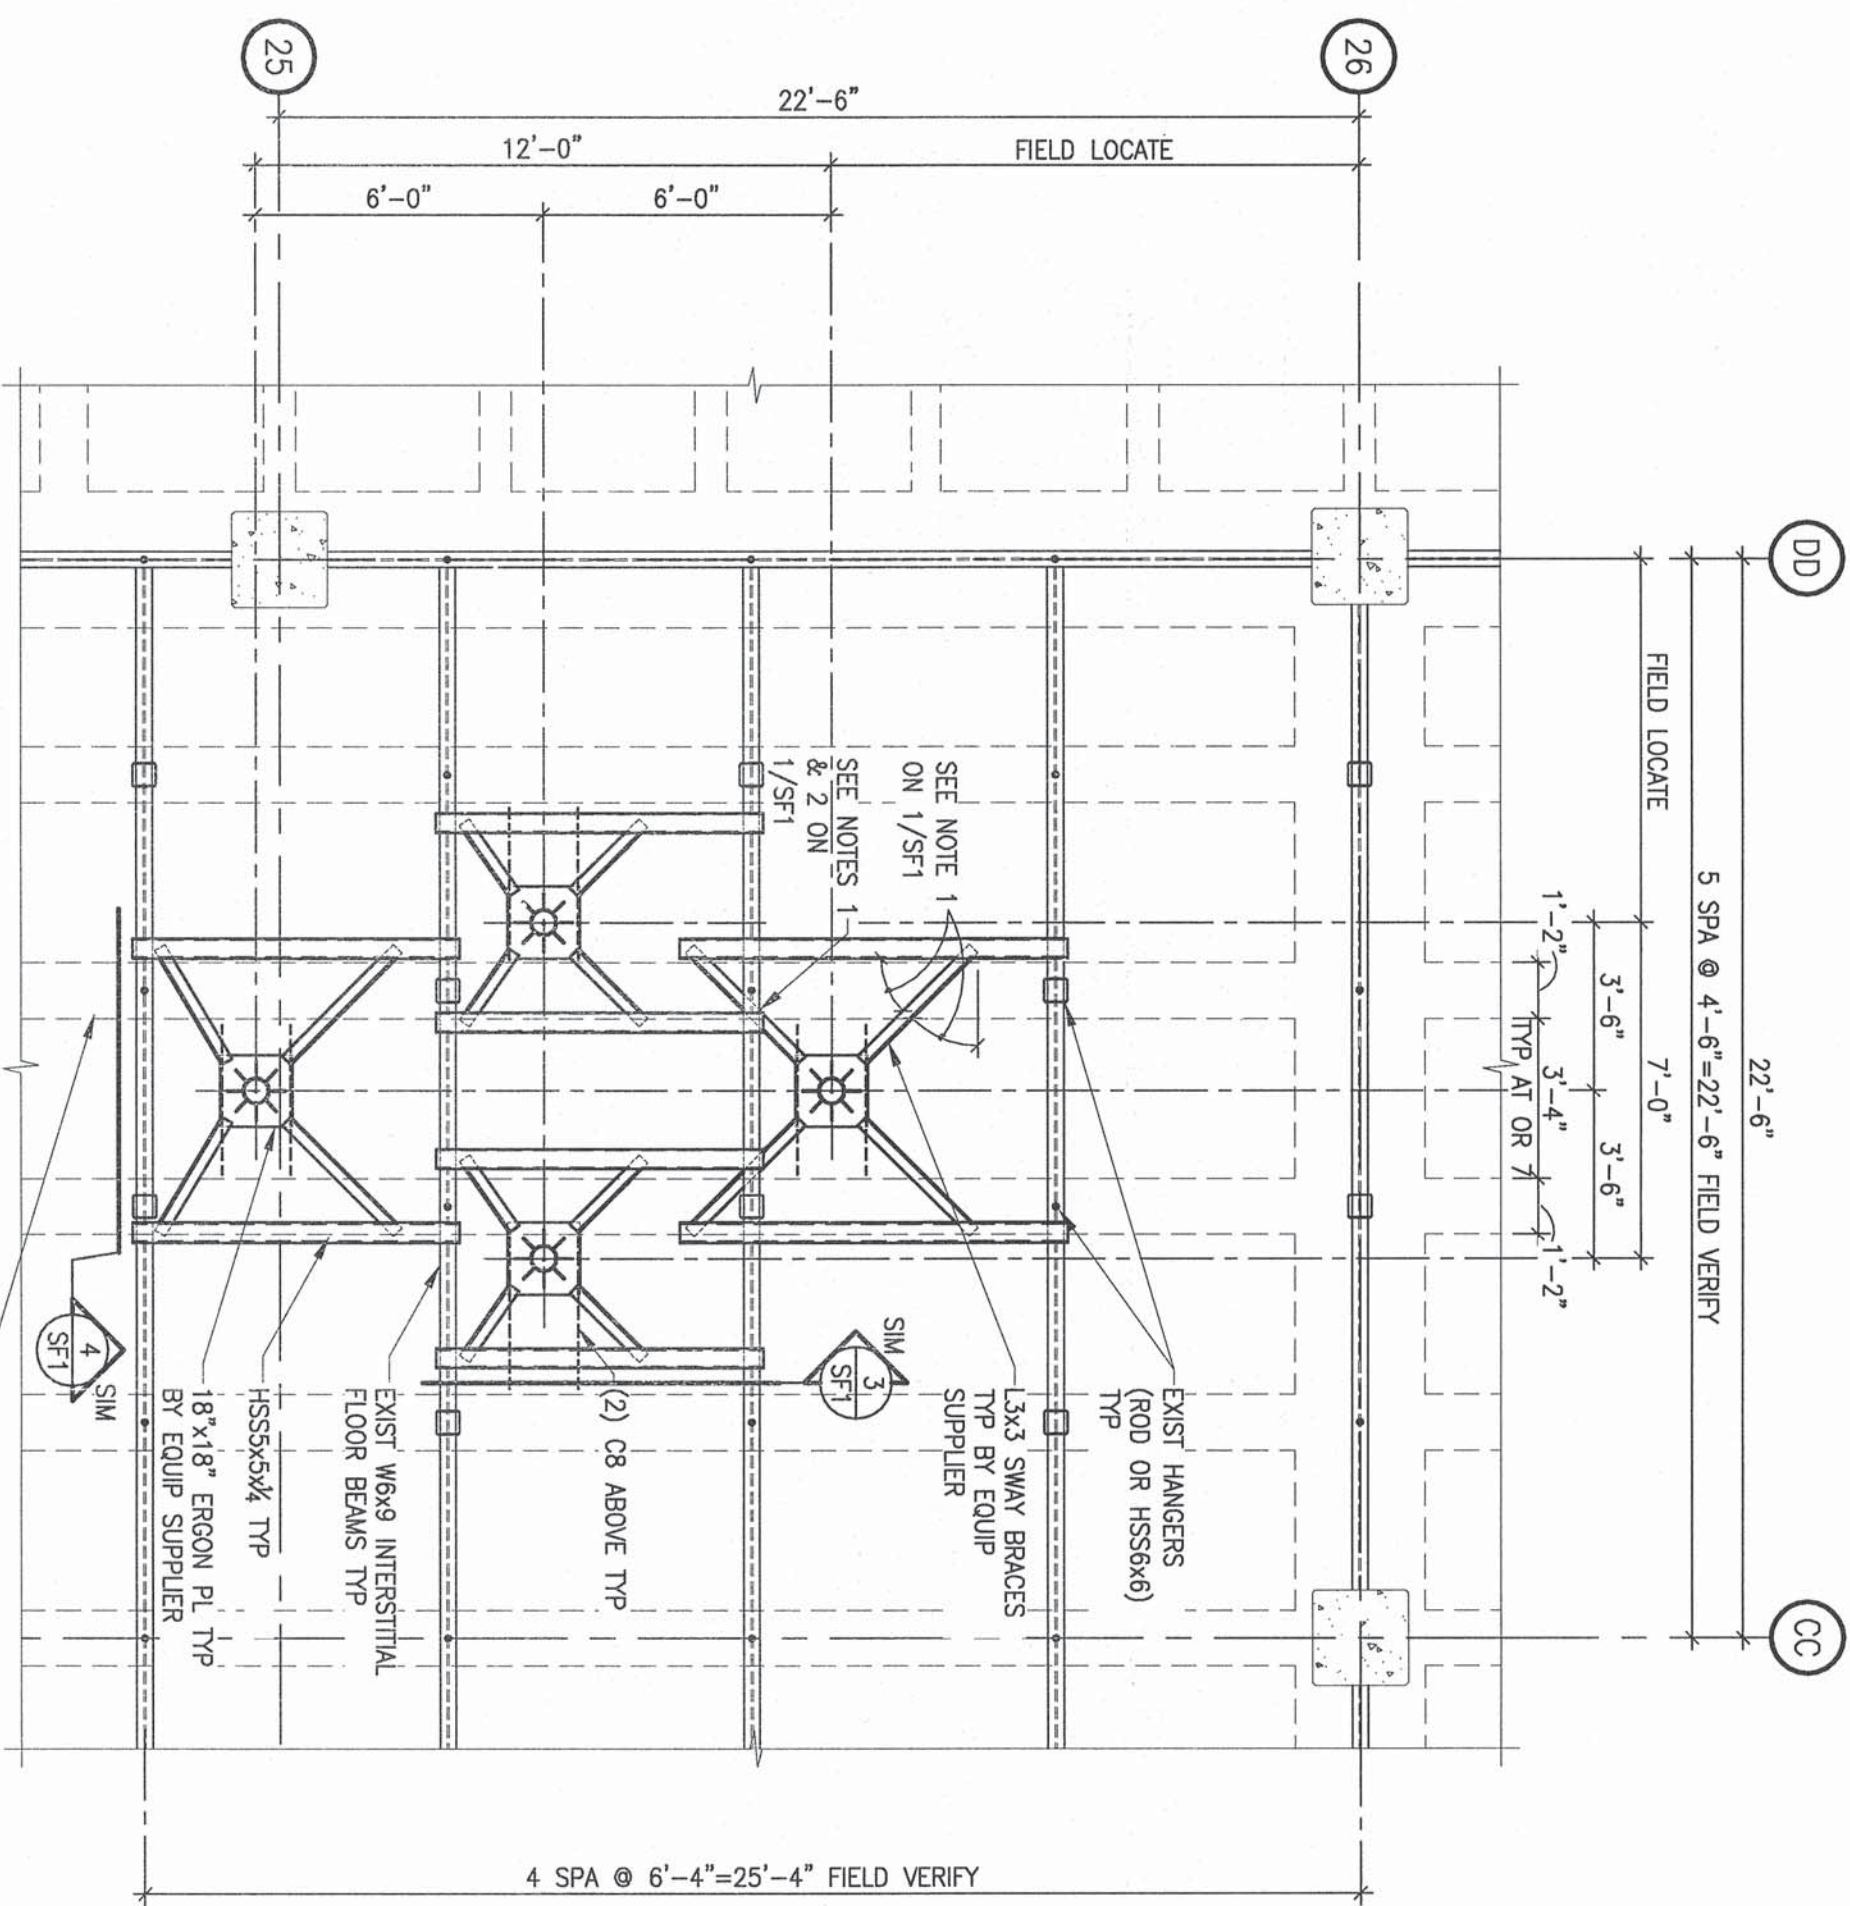 25
26
22'-6"
12'-0"
FIELD LOCATE
6'-0"
6'-0"
DD
CC
22'-6"
5 SPA @ 4'-6"=22'-6" FIELD VERIFY
FIELD LOCATE
7'-0"
3'-6"
3'-6"
1'-2"
3'-4"
1'-2"
TYP AT OR 7
SEE NOTE 1
ON 1/SF1
SEE NOTES 1
& 2 ON
1/SF1
EXIST HANGERS
(ROD OR HSS6x6)
TYP
L3x3 SWAY BRACES
TYP BY EQUIP
SUPPLIER
SIM
3
SF1
(2) C8 ABOVE TYP
EXIST W6x9 INTERSTITIAL
FLOOR BEAMS TYP
HSS5x5x¼ TYP
18"x18" ERGON PL TYP
BY EQUIP SUPPLIER
SIM
4
SF1
4 SPA @ 6'-4"=25'-4" FIELD VERIFY